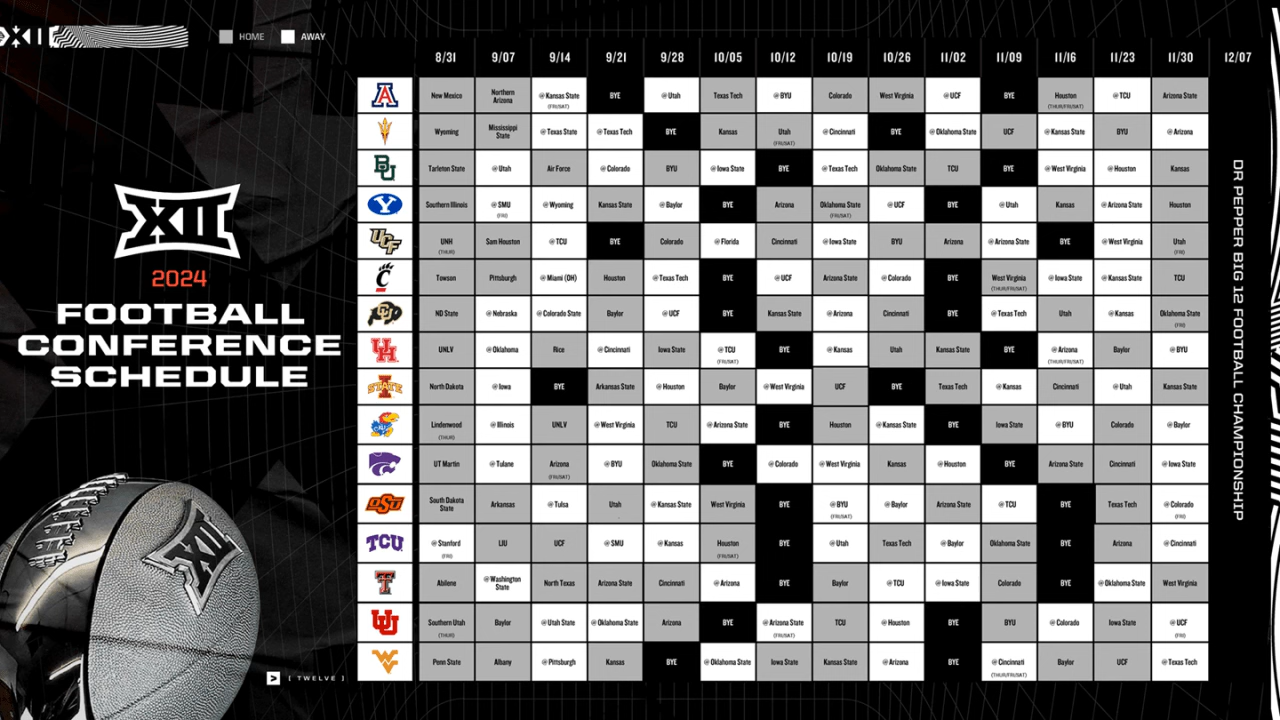 XII
HOME AWAY
8/31 9/07 9/14 9/21 9/28 10/05 10/12 10/19 10/26 11/02 11/09 11/16 11/23 11/30 12/07
A New Mexico Northern Arizona @Kansas State (FRI/SAT) BYE @Utah Texas Tech @BYU Colorado West Virginia @UCF BYE Houston (THUR/FRI/SAT) @TCU Arizona State
Wyoming Mississippi State @Texas State @Texas Tech BYE Kansas Utah (FRI/SAT) @Cincinnati BYE @Oklahoma State UCF @Kansas State BYU @Arizona
BU Tarleton State @Utah Air Force @Colorado BYU @Iowa State BYE @Texas Tech Oklahoma State TCU BYE @West Virginia @Houston Kansas
Y Southern Illinois @SMU (FRI) @Wyoming Kansas State @Baylor BYE Arizona Oklahoma State (FRI/SAT) @UCF BYE @Utah Kansas @Arizona State Houston
UCF UNH (THUR) Sam Houston @TCU BYE Colorado @Florida Cincinnati @Iowa State BYU Arizona @Arizona State BYE @West Virginia Utah (FRI)
C Towson Pittsburgh @Miami (OH) Houston @Texas Tech BYE @UCF Arizona State @Colorado BYE West Virginia (THUR/FRI/SAT) @Iowa State @Kansas State TCU
CU ND State @Nebraska @Colorado State Baylor @UCF BYE Kansas State @Arizona Cincinnati BYE @Texas Tech Utah @Kansas Oklahoma State (FRI)
UH UNLV @Oklahoma Rice @Cincinnati Iowa State @TCU (FRI/SAT) BYE @Kansas Utah Kansas State BYE @Arizona (THUR/FRI/SAT) Baylor @BYU
I STATE North Dakota @Iowa BYE Arkansas State @Houston Baylor @West Virginia UCF BYE Texas Tech @Kansas Cincinnati @Utah Kansas State
KU Lindenwood (THUR) @Illinois UNLV @West Virginia TCU @Arizona State BYE Houston @Kansas State BYE Iowa State @BYU Colorado @Baylor
UT Martin @Tulane Arizona (FRI/SAT) @BYU Oklahoma State BYE @Colorado @West Virginia Kansas @Houston BYE Arizona State Cincinnati @Iowa State
OSU South Dakota State Arkansas @Tulsa Utah @Kansas State West Virginia BYE @BYU (FRI/SAT) @Baylor Arizona State @TCU BYE Texas Tech @Colorado (FRI)
TCU @Stanford (FRI) LIU UCF @SMU @Kansas Houston (FRI/SAT) BYE @Utah Texas Tech @Baylor Oklahoma State BYE Arizona @Cincinnati
T Abilene @Washington State North Texas Arizona State Cincinnati @Arizona BYE Baylor @TCU @Iowa State Colorado BYE @Oklahoma State West Virginia
U Southern Utah (THUR) Baylor @Utah State @Oklahoma State Arizona BYE @Arizona State (FRI/SAT) TCU @Houston BYE BYU @Colorado Iowa State @UCF (FRI)
WV Penn State Albany @Pittsburgh Kansas BYE @Oklahoma State Iowa State Kansas State @Arizona BYE @Cincinnati (THUR/FRI/SAT) Baylor UCF @Texas Tech
DR PEPPER BIG 12 FOOTBALL CHAMPIONSHIP
XII
2024
FOOTBALL
CONFERENCE
SCHEDULE
XII
[ TWELVE ]